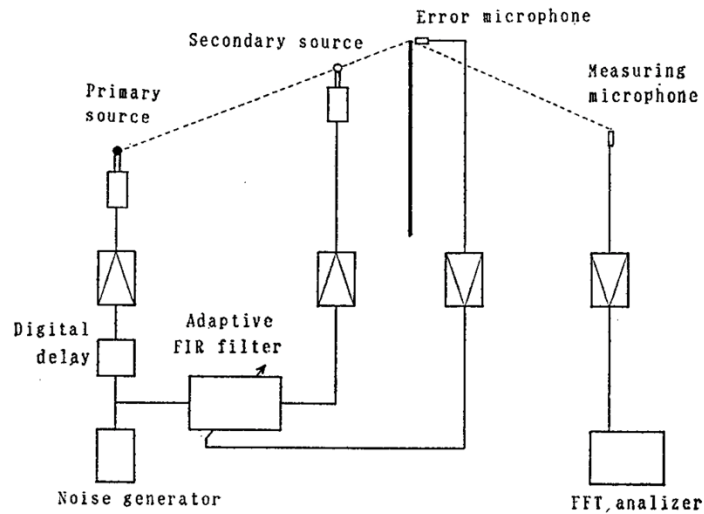 Error microphone
Secondary source
Measuring
microphone
Primary
source
Digital
delay
Adaptive
FIR filter
Noise generator
FFT, analizer